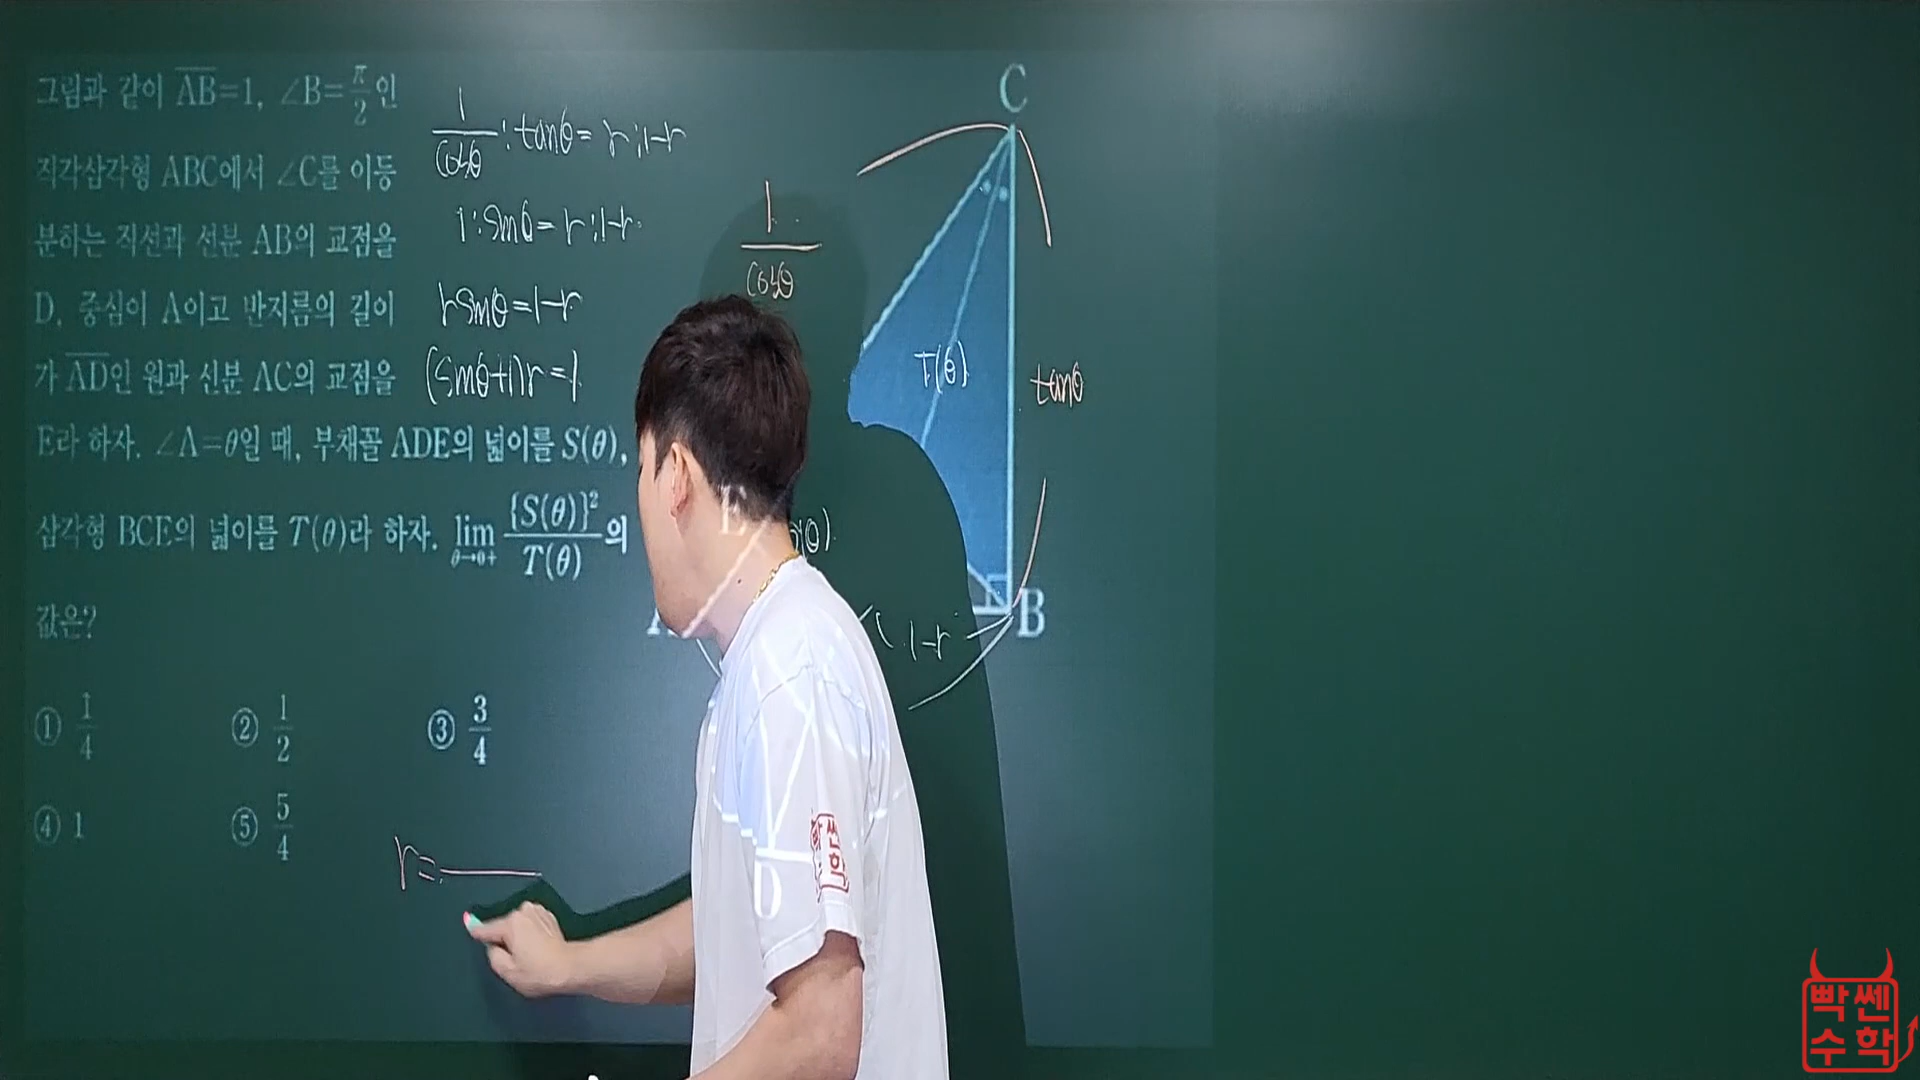 그림과 같이 AB=1, ∠B=π/2인
직각삼각형 ABC에서 ∠C를 이등
분하는 직선과 선분 AB의 교점을
D, 중심이 A이고 반지름의 길이
가 AD인 원과 선분 AC의 교점을
E라 하자. ∠A=θ일 때, 부채꼴 ADE의 넓이를 S(θ),
삼각형 BCE의 넓이를 T(θ)라 하자. lim θ→0+ {S(θ)}²/T(θ)의
값은?
① 1/4 ② 1/2 ③ 3/4
④ 1 ⑤ 5/4
1/cosθ : tanθ = r : 1-r
1 : sinθ = r : 1-r
rsinθ = 1-r
(sinθ+1)r = 1
r=
1/cosθ
C
T(θ)
tanθ
E
(θ)
A
B
1-r
D
빡쎈
수학
빡쎈
수학